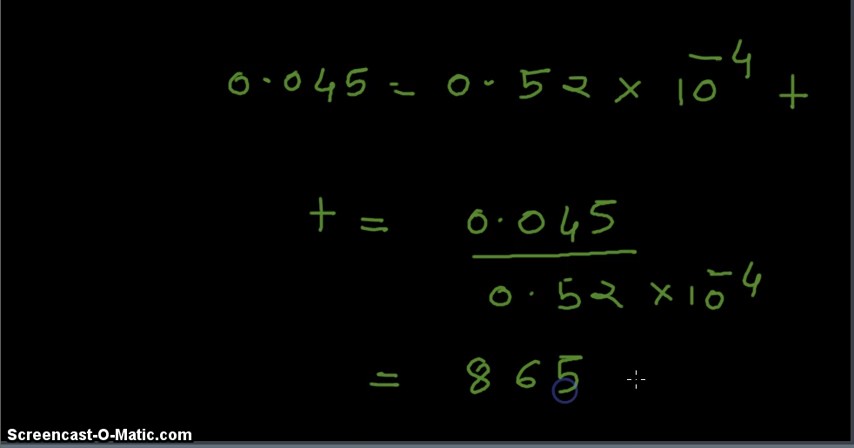 0.045 = 0.52 × 10⁻⁴ t
t = 0.045
0.52 × 10⁻⁴
= 865
Screencast-O-Matic.com